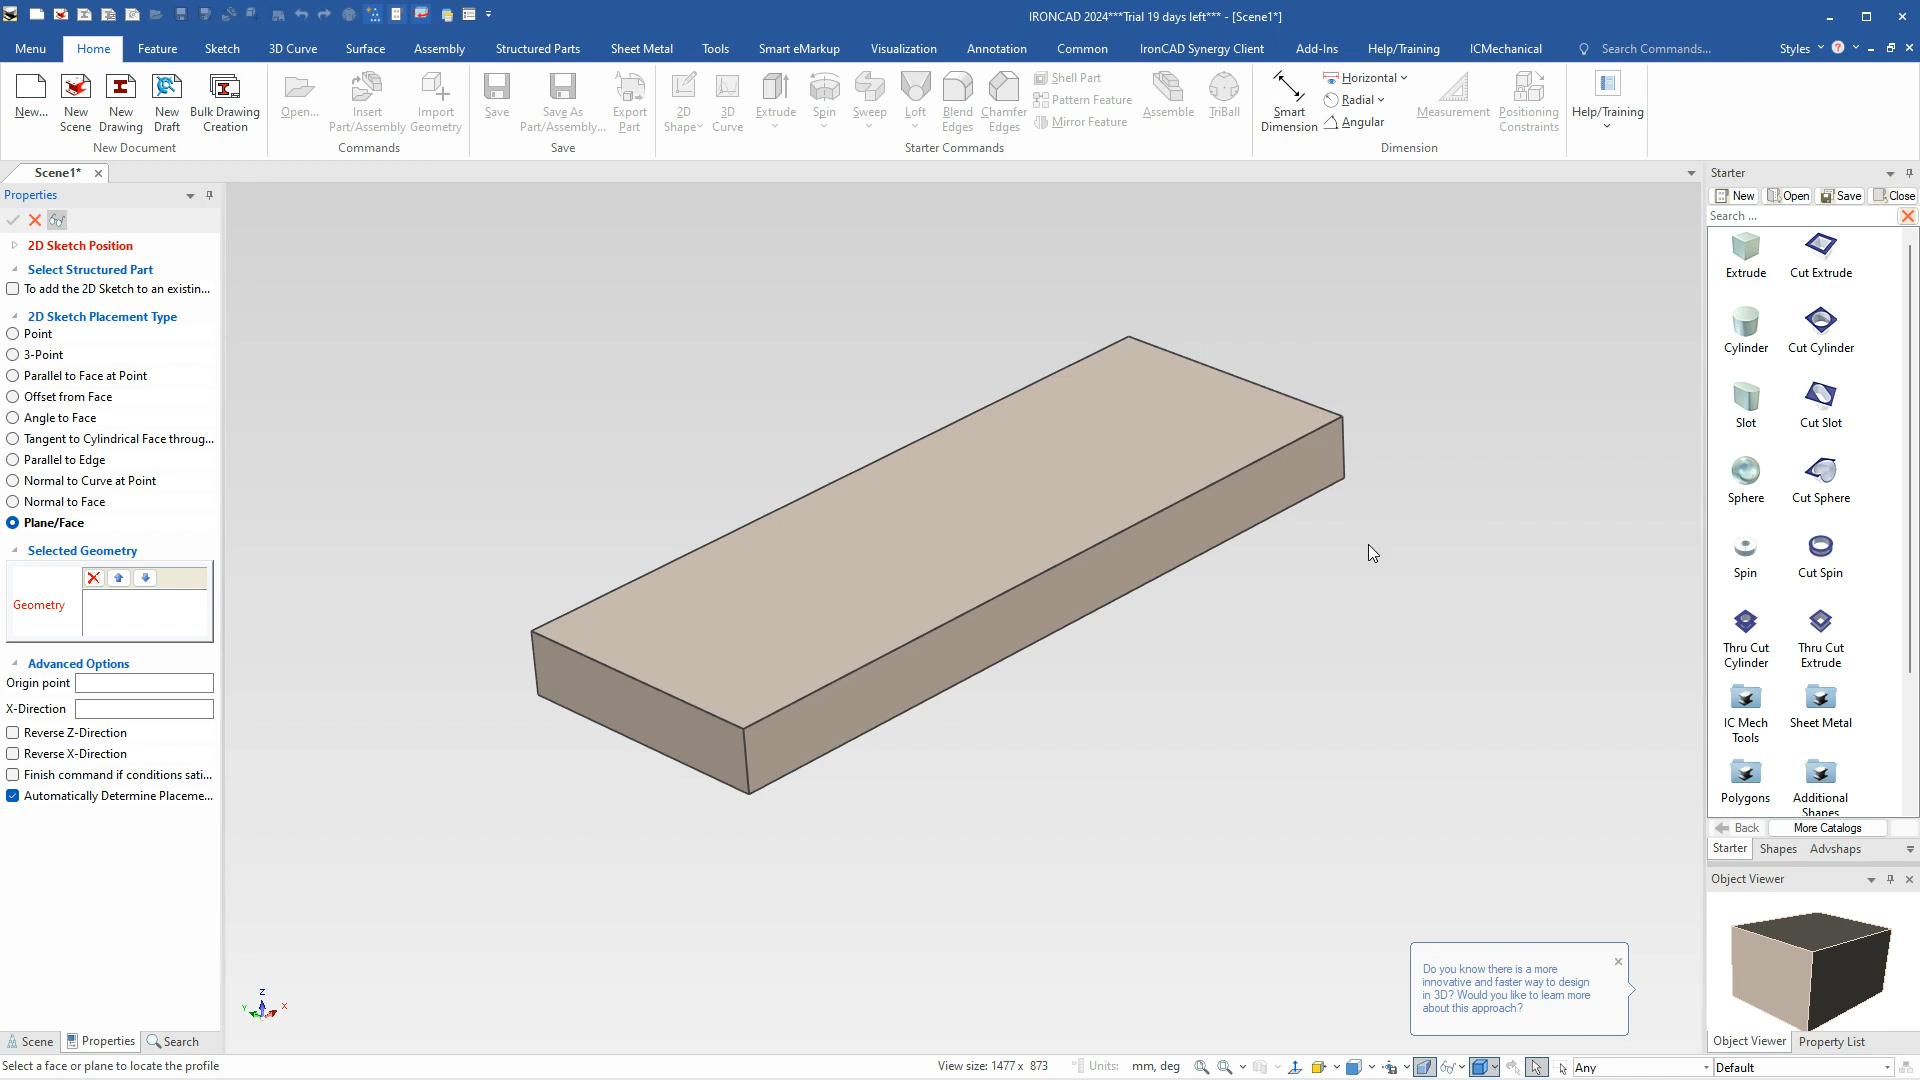 IRONCAD 2024***Trial 19 days left*** - [Scene1*]
Menu Home Feature Sketch 3D Curve Surface Assembly Structured Parts Sheet Metal Tools Smart eMarkup Visualization Annotation Common IronCAD Synergy Client Add-Ins Help/Training ICMechanical Search Commands... Styles
New...
New Scene
New Drawing
New Draft
Bulk Drawing Creation
New Document
Open...
Insert Part/Assembly
Import Geometry
Commands
Save
Save As Part/Assembly...
Export Part
Save
2D Shape
3D Curve
Extrude
Spin
Sweep
Loft
Blend Edges
Chamfer Edges
Shell Part
Pattern Feature
Mirror Feature
Assemble
TriBall
Starter Commands
Smart Dimension
Horizontal
Radial
Angular
Measurement
Positioning Constraints
Dimension
Help/Training
Scene1*
Properties
2D Sketch Position
Select Structured Part
To add the 2D Sketch to an existin...
2D Sketch Placement Type
Point
3-Point
Parallel to Face at Point
Offset from Face
Angle to Face
Tangent to Cylindrical Face throug...
Parallel to Edge
Normal to Curve at Point
Normal to Face
Plane/Face
Selected Geometry
Geometry
Advanced Options
Origin point
X-Direction
Reverse Z-Direction
Reverse X-Direction
Finish command if conditions sati...
Automatically Determine Placeme...
Z
Y
X
Do you know there is a more
innovative and faster way to design
in 3D? Would you like to learn more
about this approach?
Starter
New Open Save Close
Search ...
Extrude Cut Extrude
Cylinder Cut Cylinder
Slot Cut Slot
Sphere Cut Sphere
Spin Cut Spin
Thru Cut Cylinder
Thru Cut Extrude
IC Mech Tools
Sheet Metal
Polygons
Additional Shapes
Back More Catalogs
Starter Shapes Advshaps
Object Viewer
Object Viewer Property List
Scene Properties Search
Select a face or plane to locate the profile
View size: 1477 x 873 Units: mm, deg Any Default